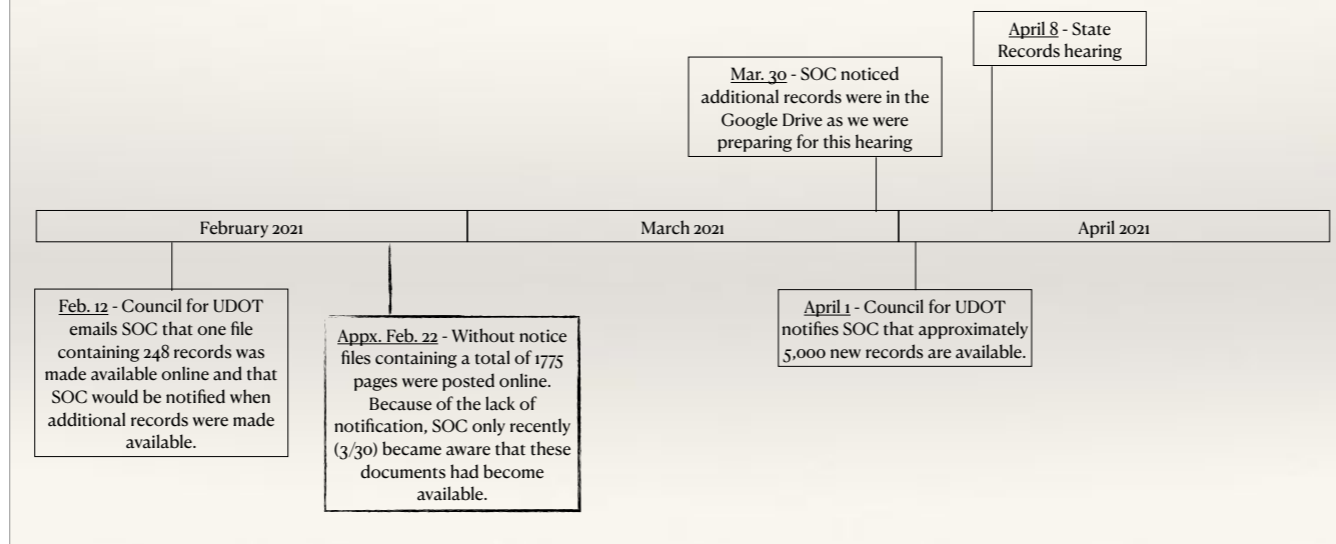 April 8 - State
Records hearing
Mar. 30 - SOC noticed
additional records were in the
Google Drive as we were
preparing for this hearing
February 2021
March 2021
April 2021
Feb. 12 - Council for UDOT
emails SOC that one file
containing 248 records was
made available online and that
SOC would be notified when
additional records were made
available.
Appx. Feb. 22 - Without notice
files containing a total of 1775
pages were posted online.
Because of the lack of
notification, SOC only recently
(3/30) became aware that these
documents had become
available.
April 1 - Council for UDOT
notifies SOC that approximately
5,000 new records are available.